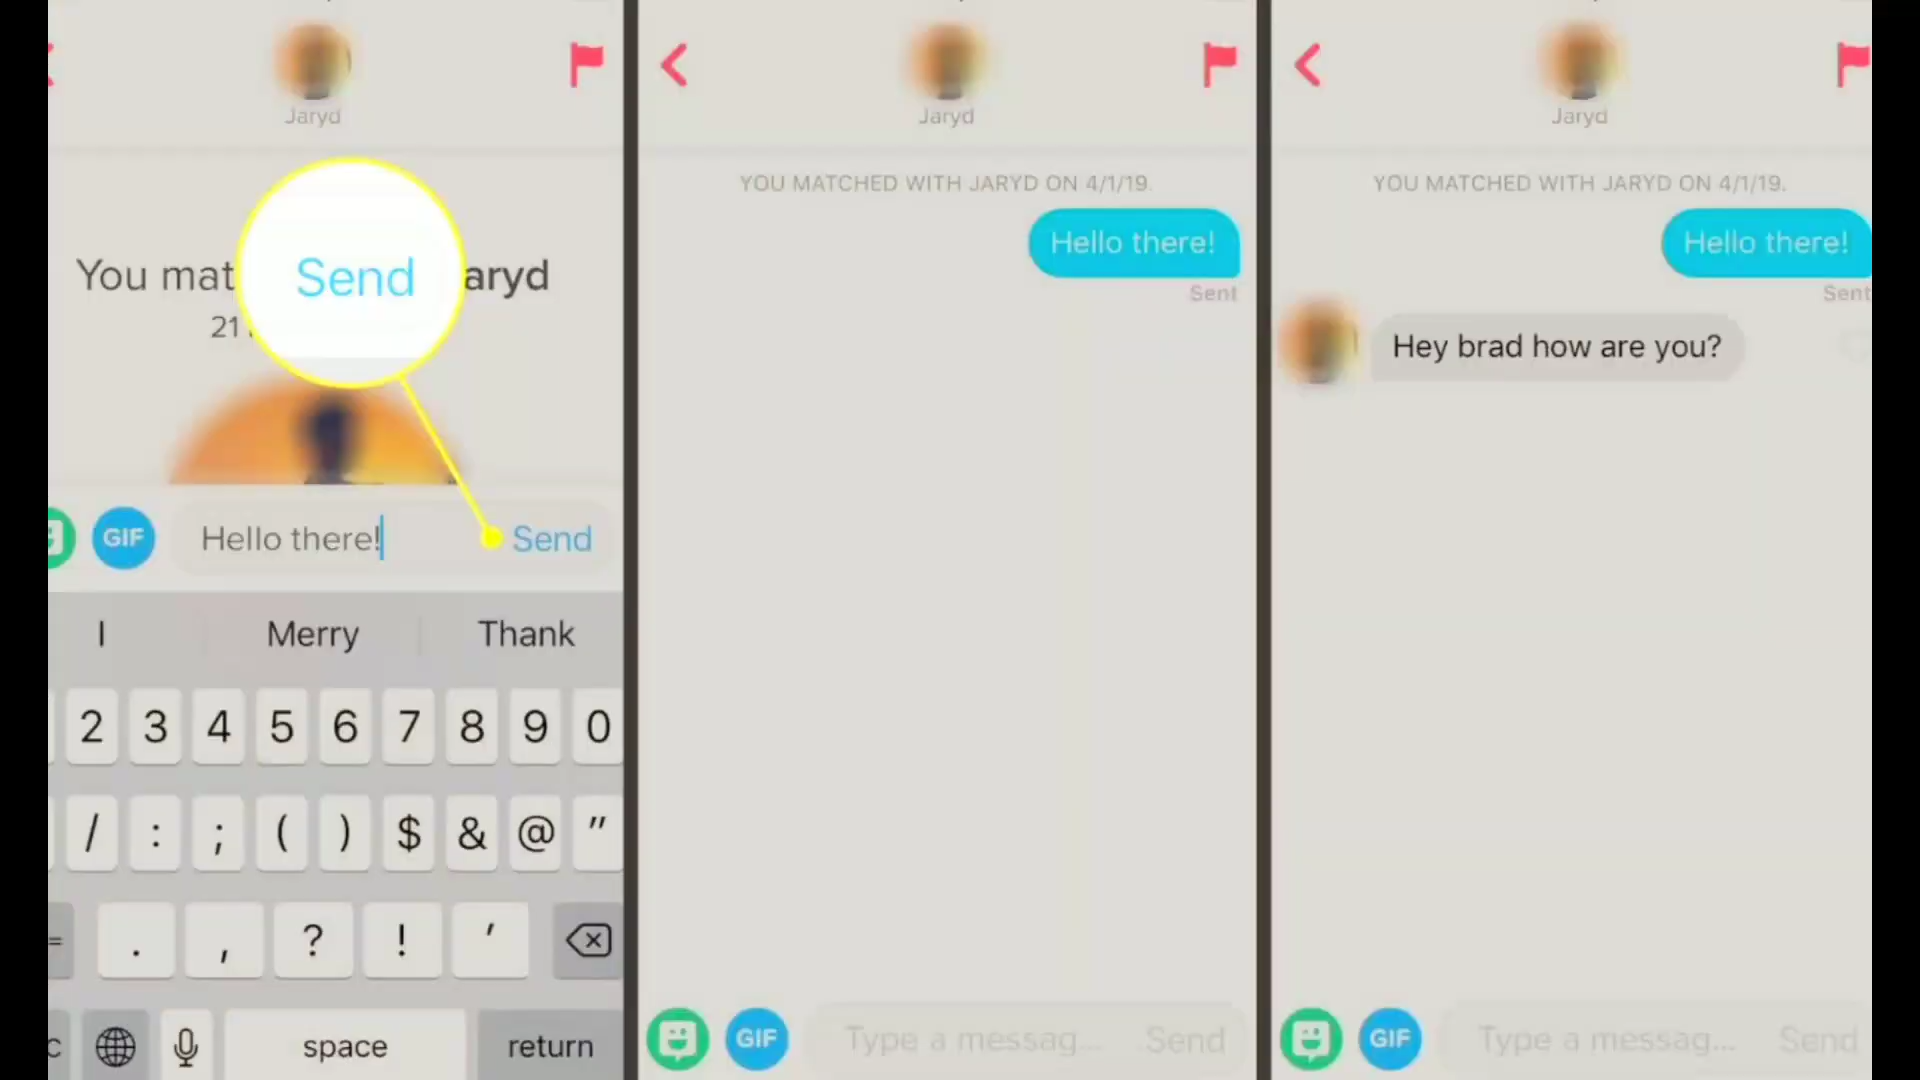 Jaryd
Send
You mat aryd
21
GIF
Hello there!
Send
I Merry Thank
2 3 4 5 6 7 8 9 0
/ : ; ( ) $ & @ "
= . , ? ! '
space return
Jaryd
YOU MATCHED WITH JARYD ON 4/1/19.
Hello there!
Sent
GIF
Type a messag...
Send
Jaryd
YOU MATCHED WITH JARYD ON 4/1/19.
Hello there!
Sent
Hey brad how are you?
GIF
Type a messag...
Send